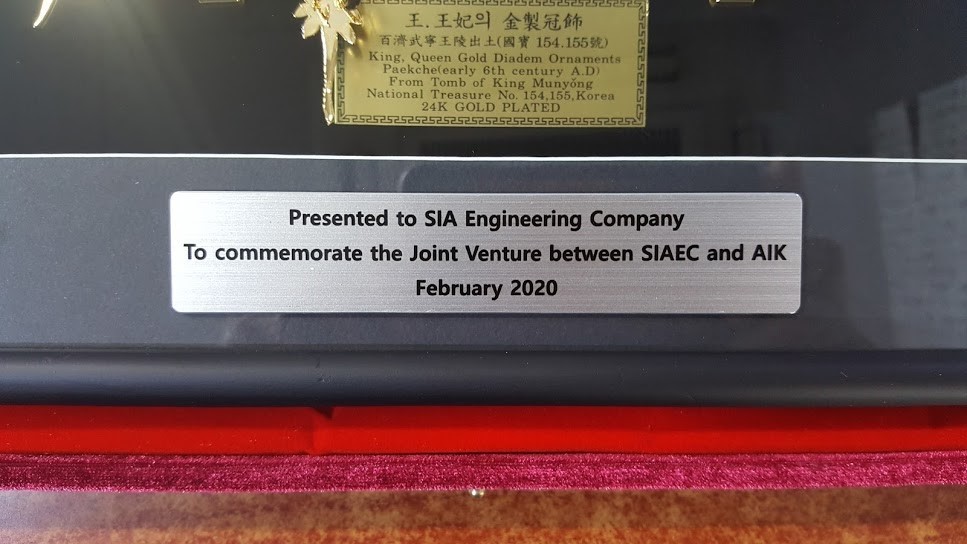 王.王妃의 金製冠飾
百濟武寧王陵出土(國寶 154.155號)
King, Queen Gold Diadem Ornaments
Paekche(early 6th century A.D)
From Tomb of King Munyŏng
National Treasure No. 154,155,Korea
24K GOLD PLATED
Presented to SIA Engineering Company
To commemorate the Joint Venture between SIAEC and AIK
February 2020